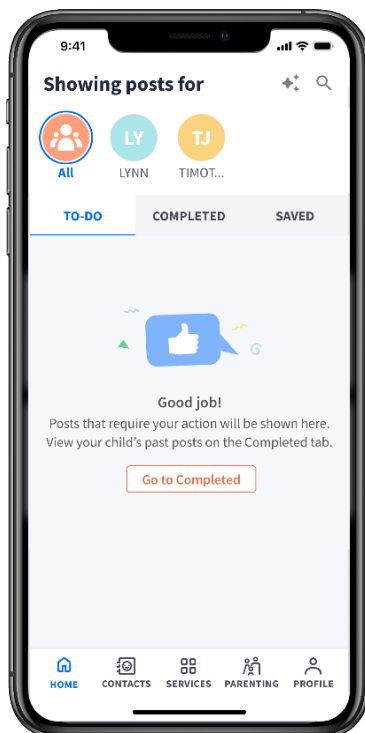 9:41
Showing posts for
LY
TJ
All
LYNN
TIMOT...
TO-DO
COMPLETED
SAVED
Good job!
Posts that require your action will be shown here.
View your child's past posts on the Completed tab.
Go to Completed
HOME
CONTACTS
SERVICES
PARENTING
PROFILE